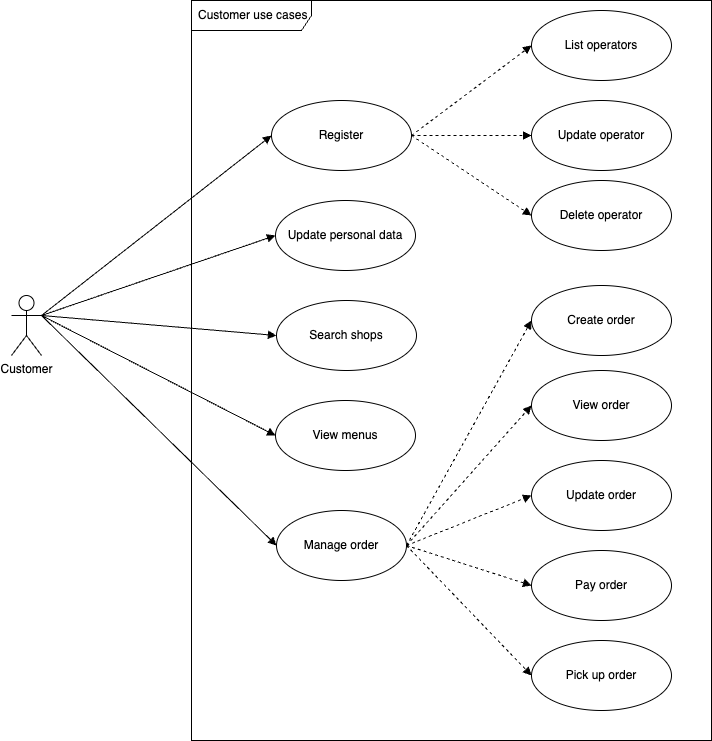 Customer use cases
List operators
Register
Update operator
Delete operator
Update personal data
Customer
Search shops
Create order
View order
View menus
Update order
Manage order
Pay order
Pick up order